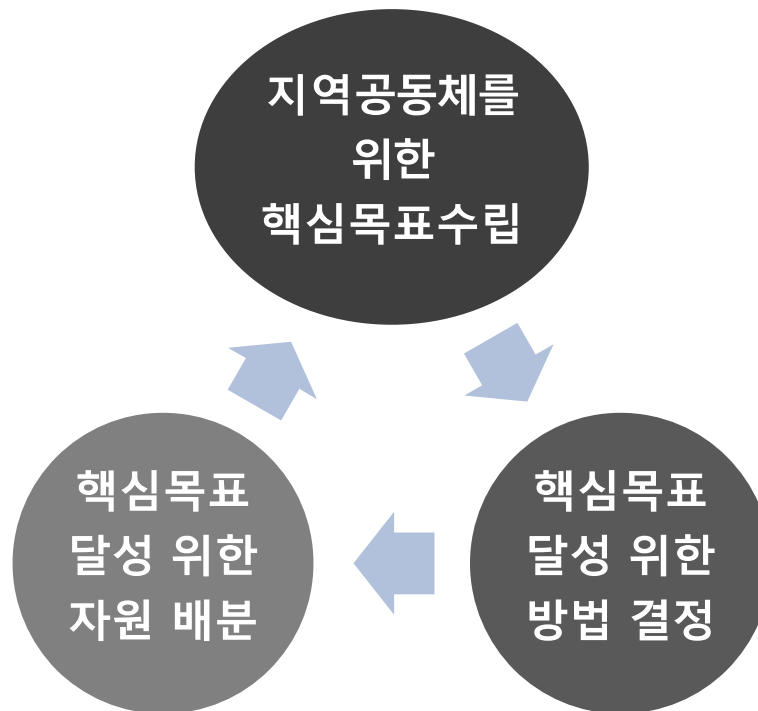 지역공동체를
위한
핵심목표수립
핵심목표
달성 위한
방법 결정
핵심목표
달성 위한
자원 배분